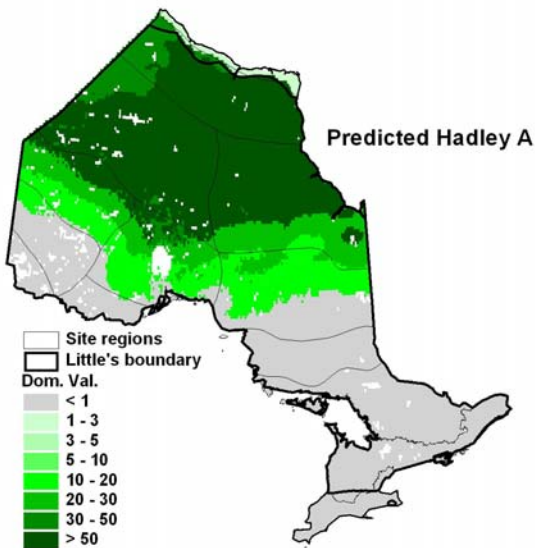 Predicted Hadley A
Site regions
Little's boundary
Dom. Val.
< 1
1 - 3
3 - 5
5 - 10
10 - 20
20 - 30
30 - 50
> 50